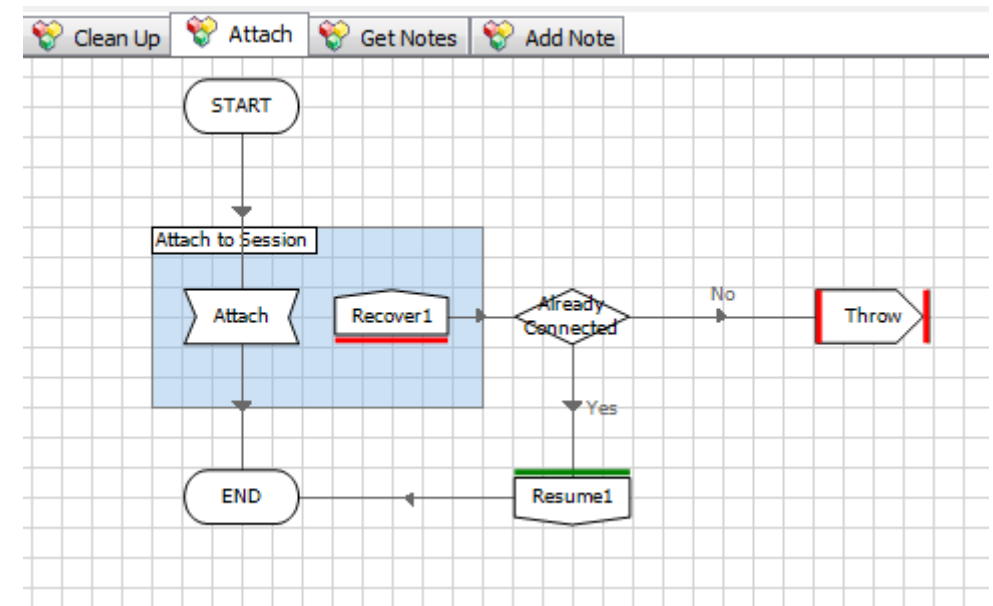 Clean Up
Attach
Get Notes
Add Note
START
Attach to Session
Attach
Recover1
Already
Connected
No
Throw
Yes
END
Resume1